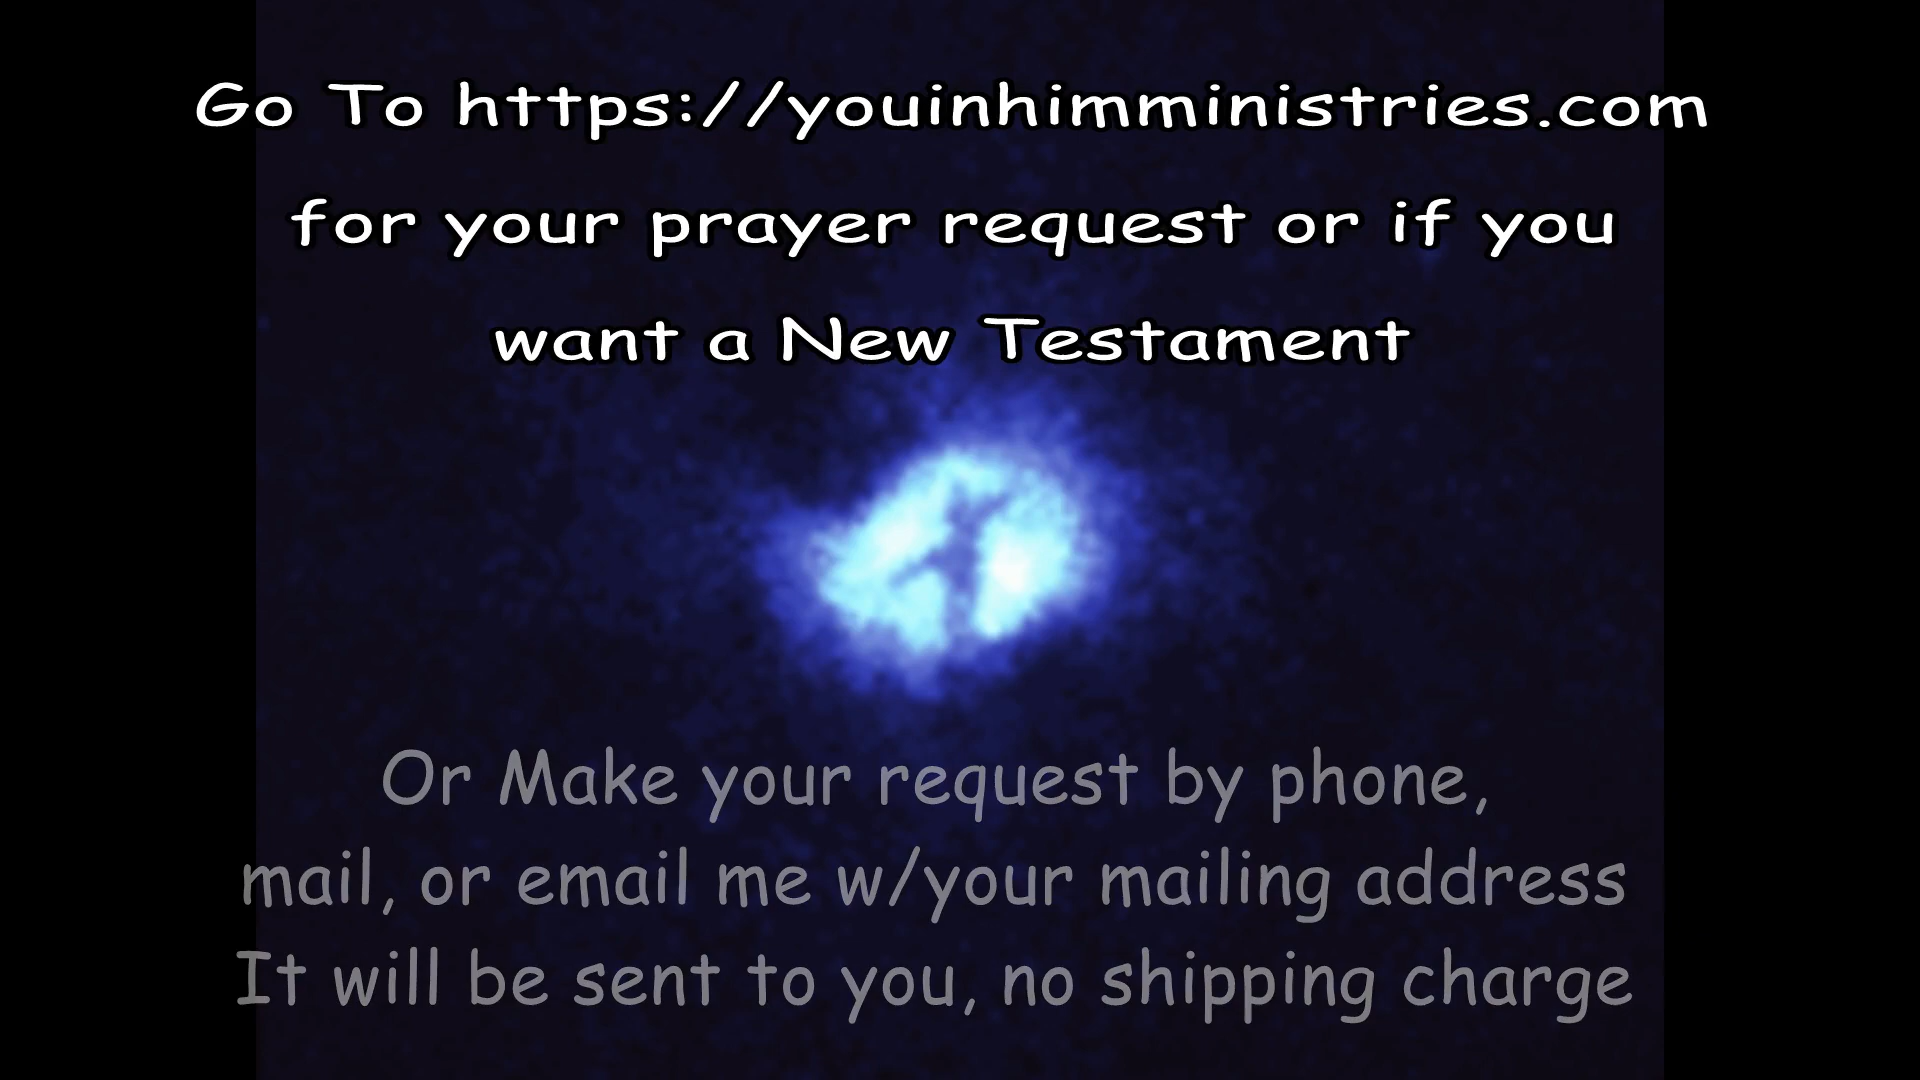 Go To https://youinhimministries.com
for your prayer request or if you
want a New Testament
Or Make your request by phone,
mail, or email me w/your mailing address
It will be sent to you, no shipping charge